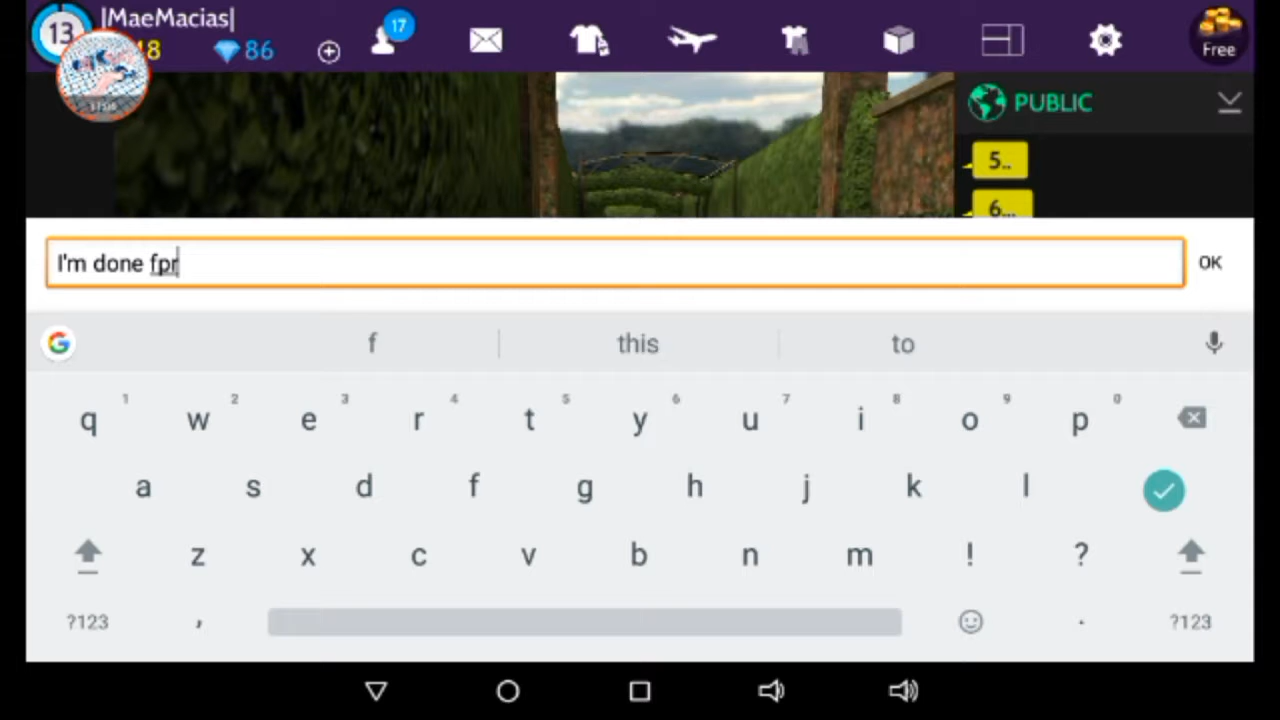 13
|MaeMacias|
48
86
17
Free
PUBLIC
5..
6...
I'm done fpr
OK
G
f
this
to
1 2 3 4 5 6 7 8 9 0
q w e r t y u i o p
a s d f g h j k l
z x c v b n m ! ?
?123 , . ?123